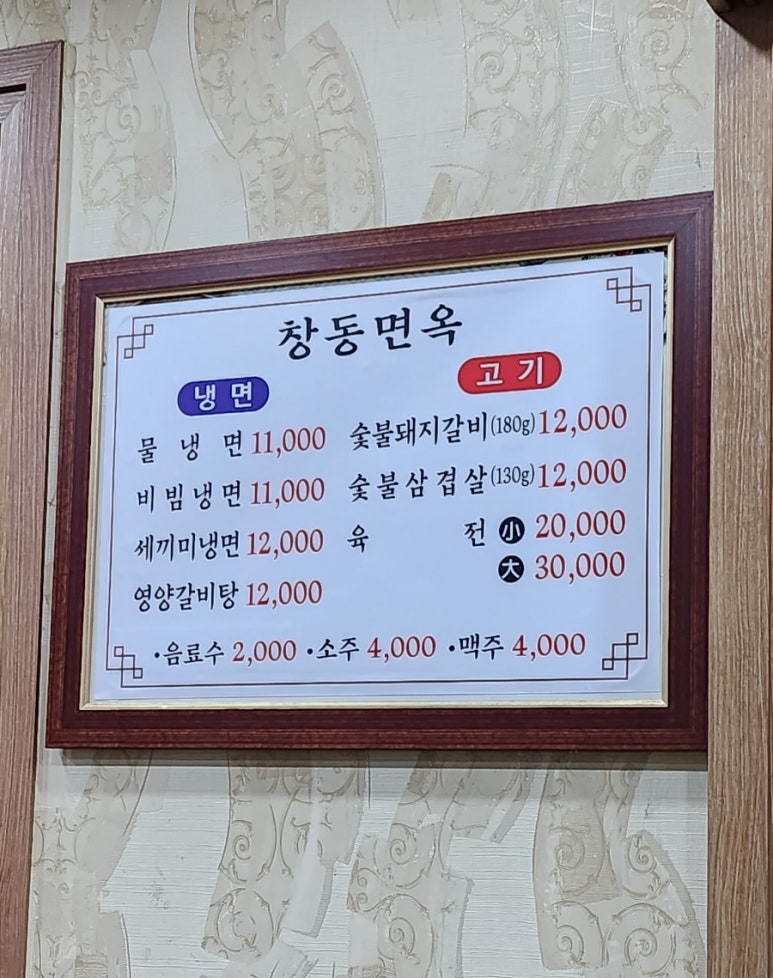 창동면옥
냉면
물냉면 11,000
비빔냉면 11,000
세끼미냉면 12,000
영양갈비탕 12,000
고기
숯불돼지갈비(180g) 12,000
숯불삼겹살(130g) 12,000
육전 小 20,000
大 30,000
·음료수 2,000 ·소주 4,000 ·맥주 4,000